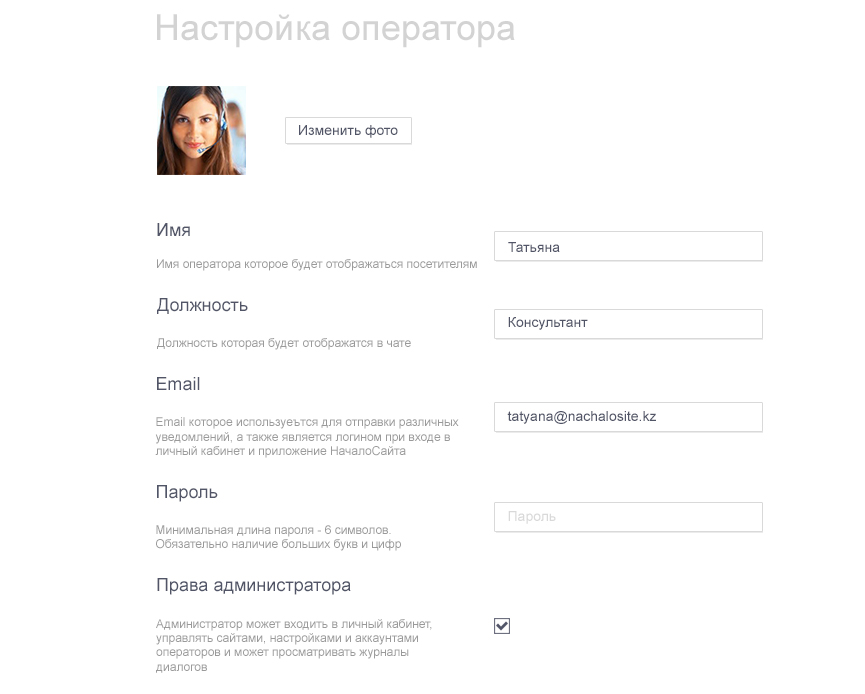 Настройка оператора
Изменить фото
Имя
Имя оператора которое будет отображаться посетителям
Татьяна
Должность
Должность которая будет отображатся в чате
Консультант
Email
Email которое используеътся для отправки различных
уведомлений, а также является логином при входе в
личный кабинет и приложение НачалоСайта
tatyana@nachalosite.kz
Пароль
Минимальная длина пароля - 6 символов.
Обязательно наличие больших букв и цифр
Пароль
Права администратора
Администратор может входить в личный кабинет,
управлять сайтами, настройками и аккаунтами
операторов и может просматривать журналы
диалогов